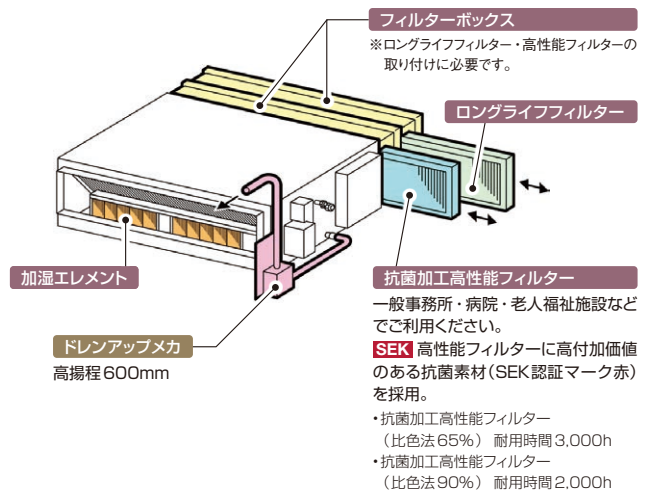 フィルターボックス
※ロングライフフィルター・高性能フィルターの
取り付けに必要です。
ロングライフフィルター
加湿エレメント
ドレンアップメカ
高揚程600mm
抗菌加工高性能フィルター
一般事務所・病院・老人福祉施設など
でご利用ください。
SEK 高性能フィルターに高付加価値
のある抗菌素材(SEK認証マーク赤)
を採用。
・抗菌加工高性能フィルター
(比色法65%) 耐用時間3,000h
・抗菌加工高性能フィルター
(比色法90%) 耐用時間2,000h